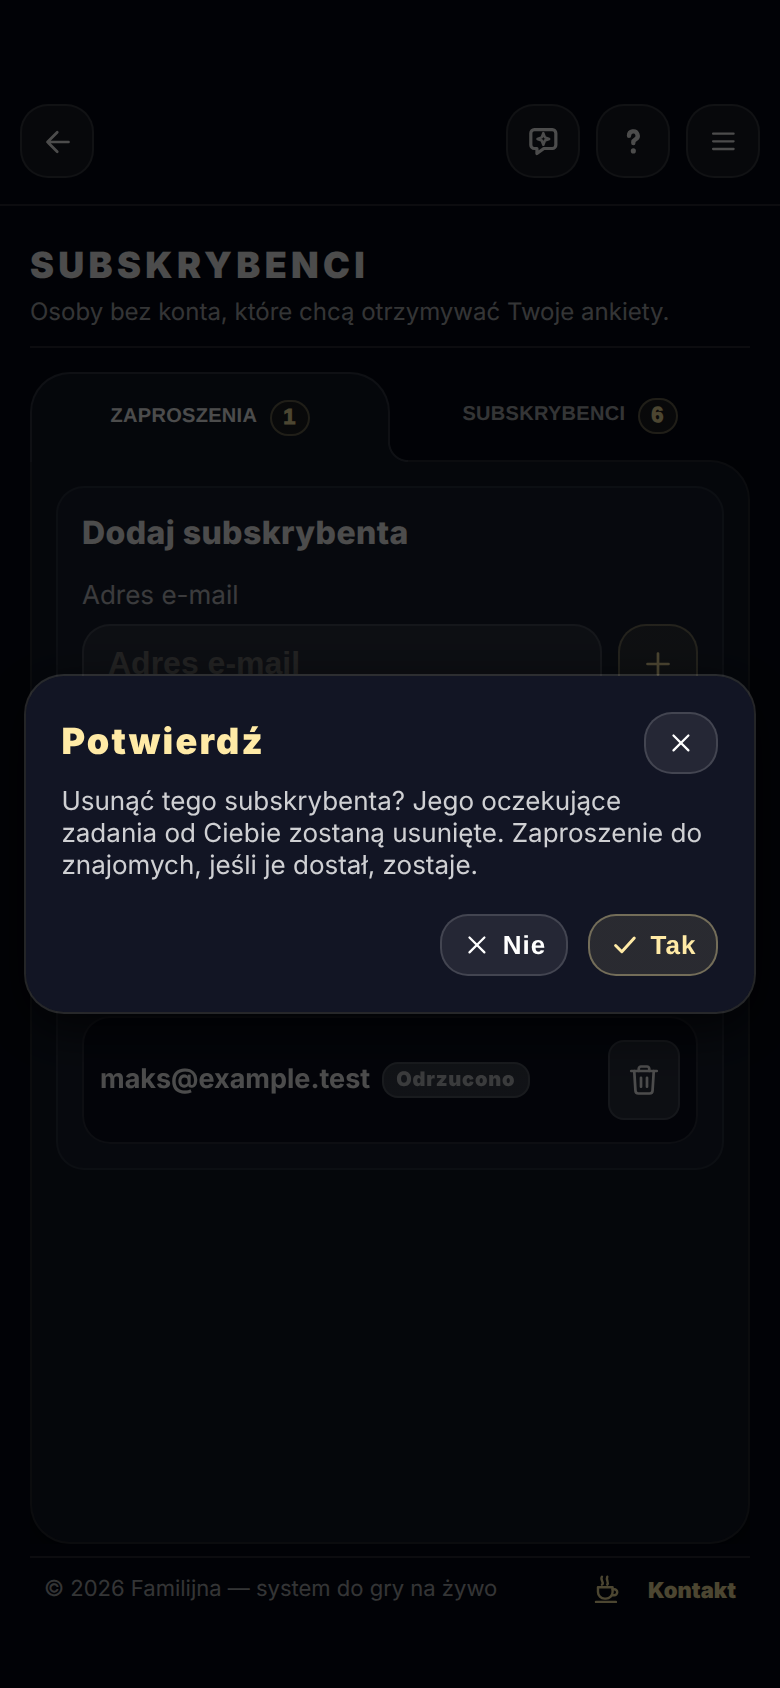 SUBSKRYBENCI
Osoby bez konta, które chcą otrzymywać Twoje ankiety.
ZAPROSZENIA 1
SUBSKRYBENCI 6
Dodaj subskrybenta
Adres e-mail
Adres e-mail
Potwierdź
Usunąć tego subskrybenta? Jego oczekujące
zadania od Ciebie zostaną usunięte. Zaproszenie do
znajomych, jeśli je dostał, zostaje.
Nie
Tak
maks@example.test Odrzucono
© 2026 Familijna — system do gry na żywo
Kontakt